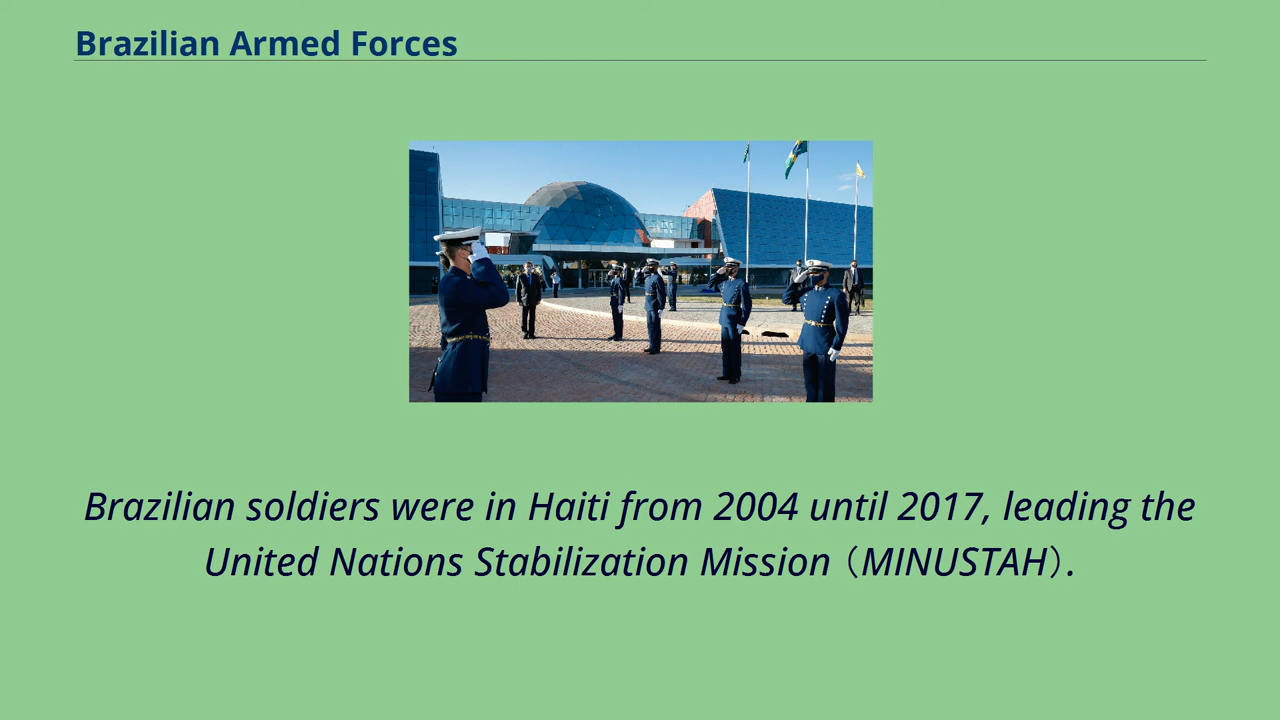 Brazilian Armed Forces
Brazilian soldiers were in Haiti from 2004 until 2017, leading the
United Nations Stabilization Mission（MINUSTAH）.